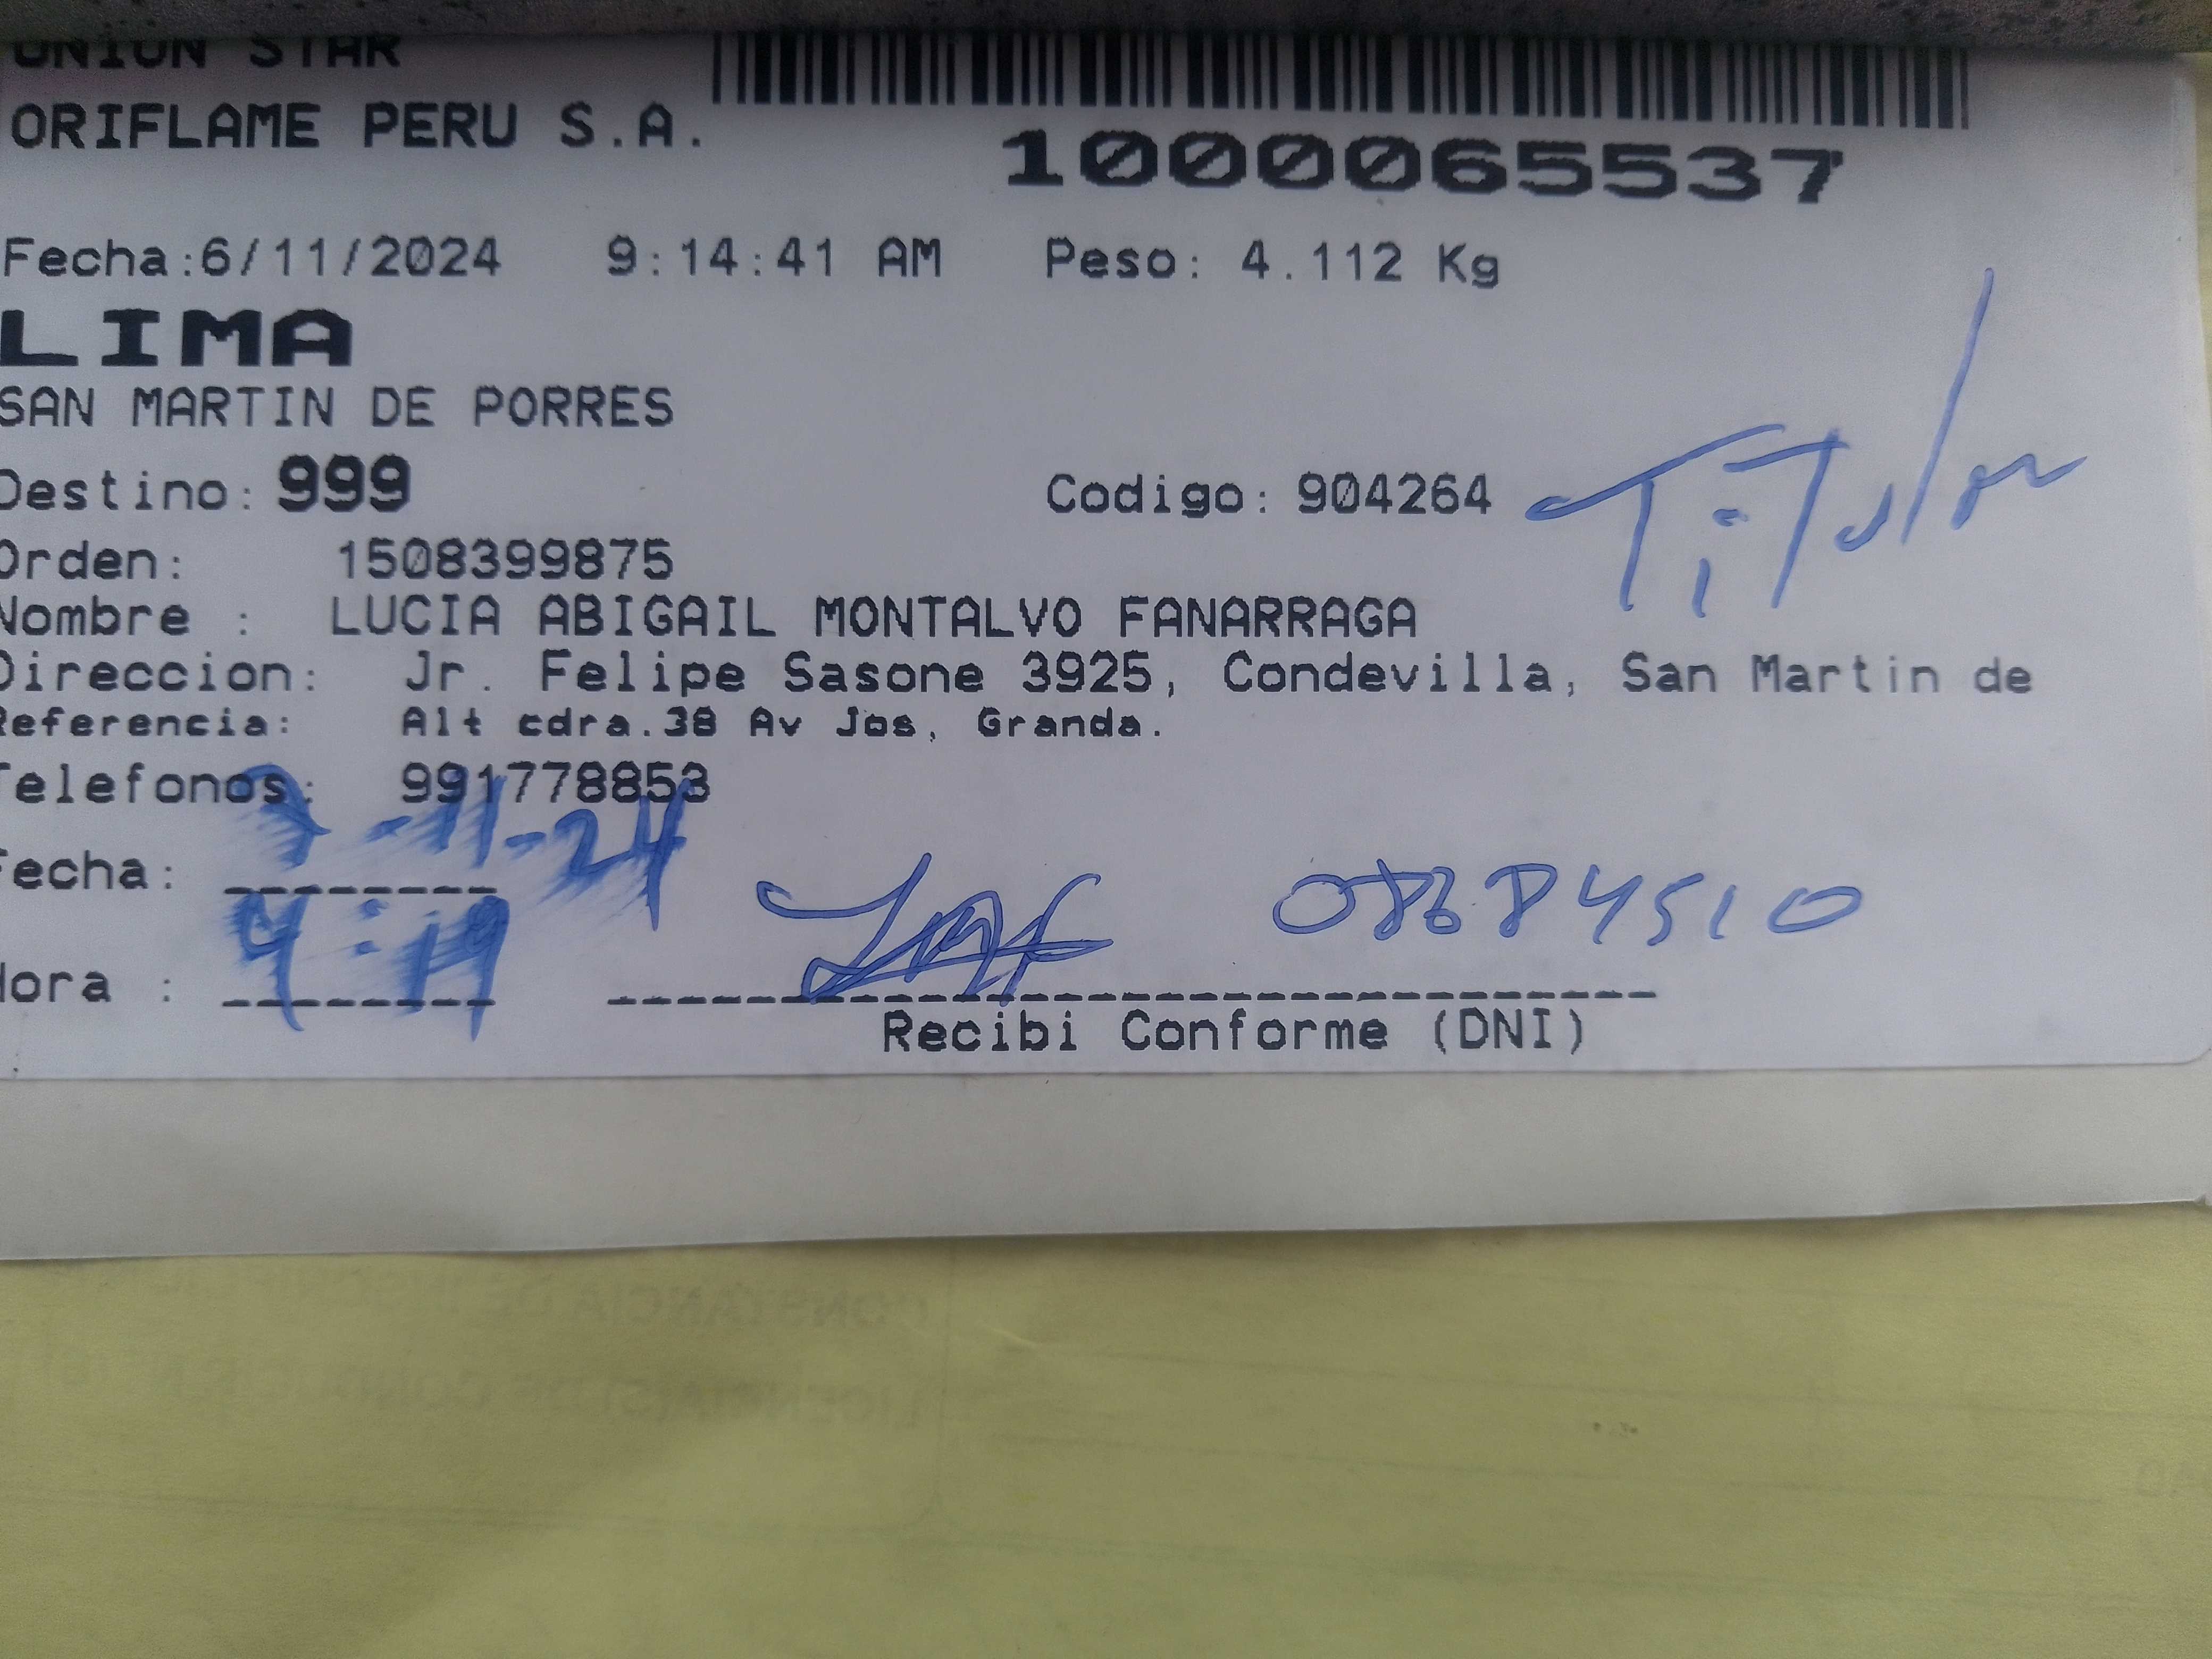 UNION STAR
ORIFLAME PERU S.A.
1000065537
Fecha:6/11/2024 9:14:41 AM Peso: 4.112 Kg
LIMA
SAN MARTIN DE PORRES
Destino: 999 Codigo: 904264 Titular
Orden: 1508399875
Nombre : LUCIA ABIGAIL MONTALVO FANARRAGA
Direccion: Jr. Felipe Sasone 3925, Condevilla, San Martin de
Referencia: Alt cdra.38 Av Jos, Granda.
Telefonos: 991778853
Fecha: 7-11-24
Hora : 4:19
Recibi Conforme (DNI)